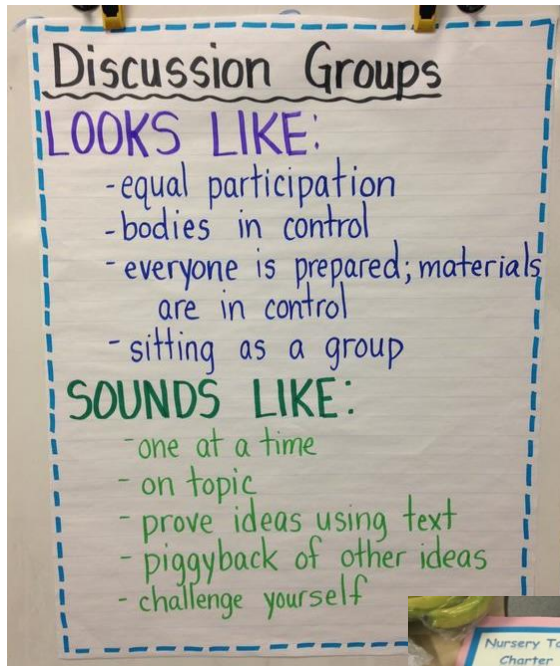 Discussion Groups
LOOKS LIKE:
-equal participation
-bodies in control
-everyone is prepared; materials
are in control
-sitting as a group
SOUNDS LIKE:
-one at a time
-on topic
-prove ideas using text
-piggyback of other ideas
-challenge yourself
Nursery
Charter